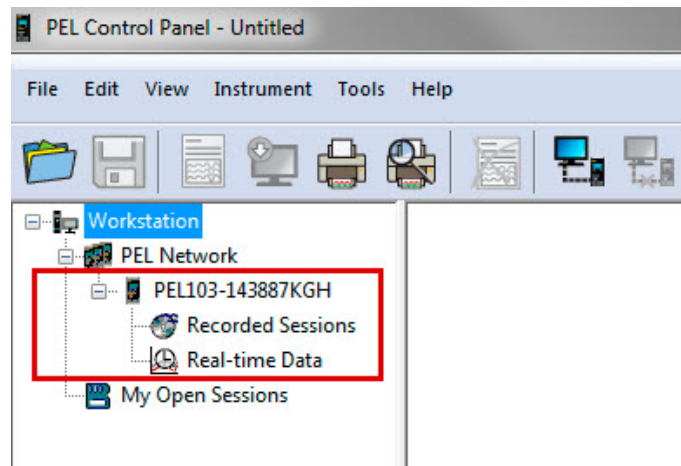 PEL Control Panel - Untitled
File Edit View Instrument Tools Help
Workstation
PEL Network
PEL103-143887KGH
Recorded Sessions
Real-time Data
My Open Sessions